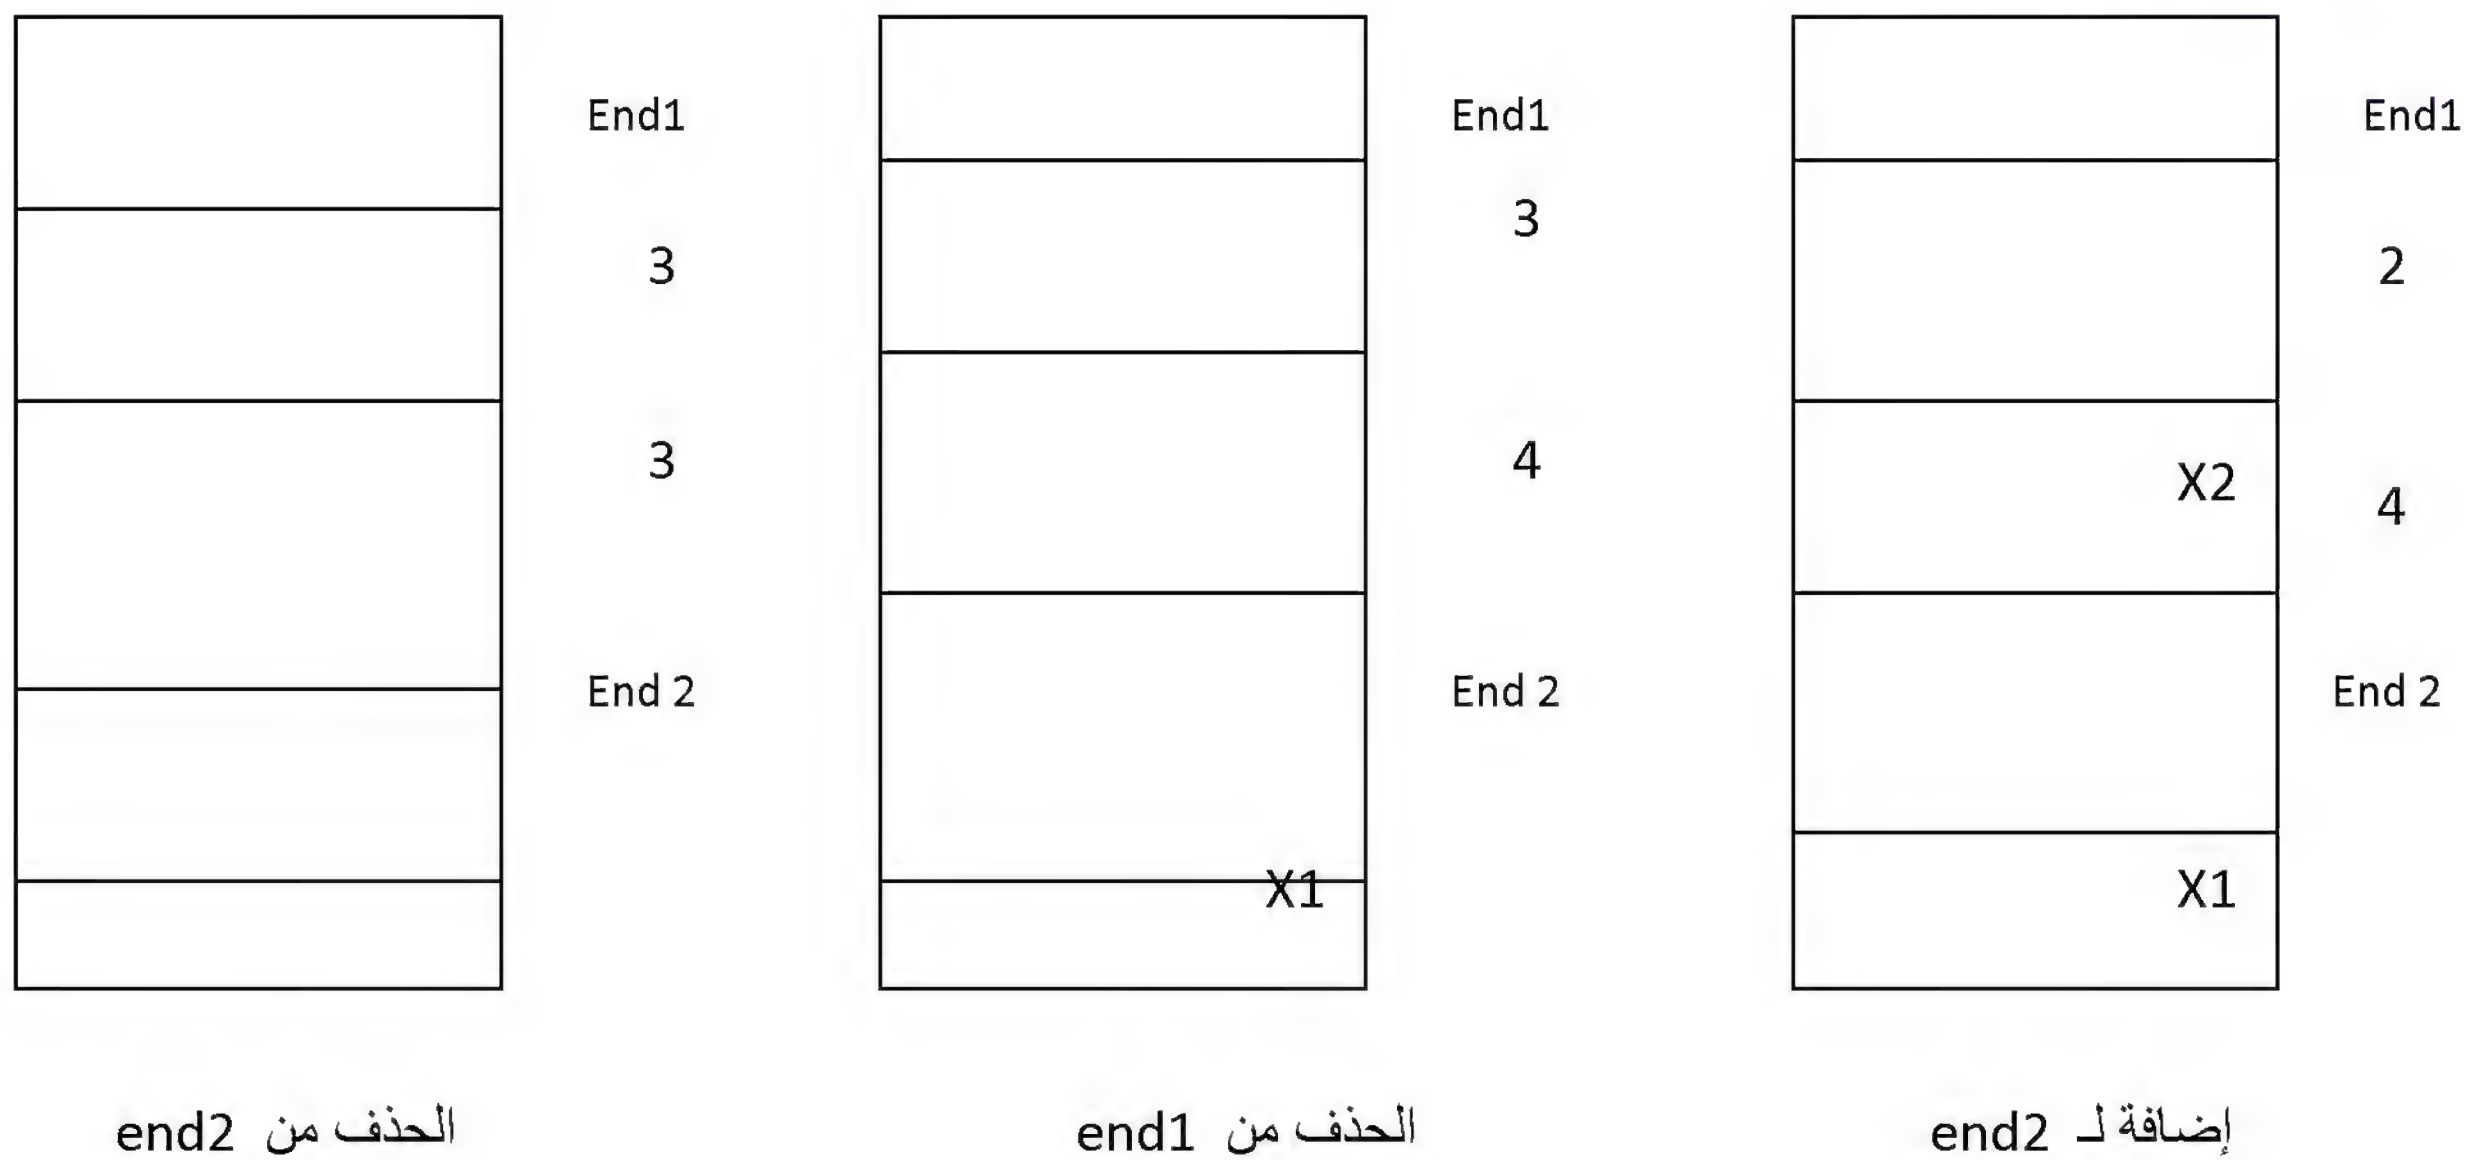 End1
3
3
End 2
الحذف من end2
End1
3
4
End 2
X1
الحذف من end1
End1
2
X2
4
End 2
X1
إضافة لـ end2